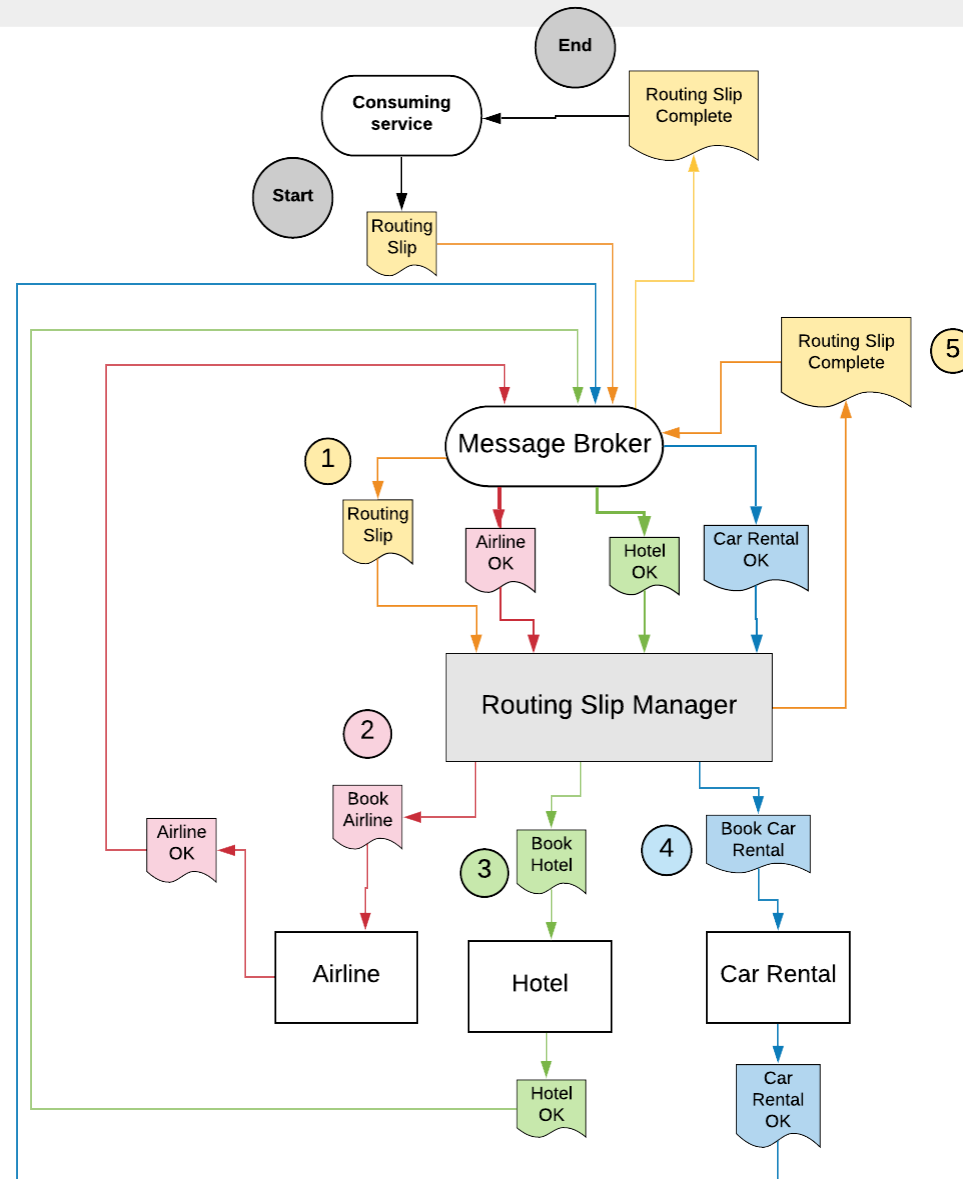 End
Consuming
service
Routing Slip
Complete
Start
Routing
Slip
Routing Slip
Complete
5
Message Broker
1
Routing
Slip
Airline
OK
Hotel
OK
Car Rental
OK
Routing Slip Manager
2
Book
Airline
Airline
OK
3
Book
Hotel
4
Book Car
Rental
Airline
Hotel
Car Rental
Hotel
OK
Car
Rental
OK